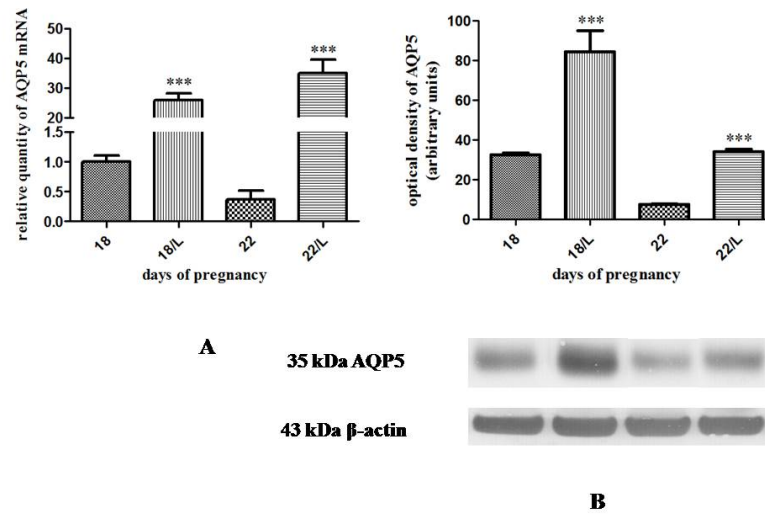 relative quantity of AQP5 mRNA
50
40
30
20
1.5
1.0
0.5
0.0
***
***
18
18/L
22
22/L
days of pregnancy
A
optical density of AQP5
(arbitrary units)
100
80
60
40
20
0
***
***
18
18/L
22
22/L
days of pregnancy
35 kDa AQP5
43 kDa β-actin
B